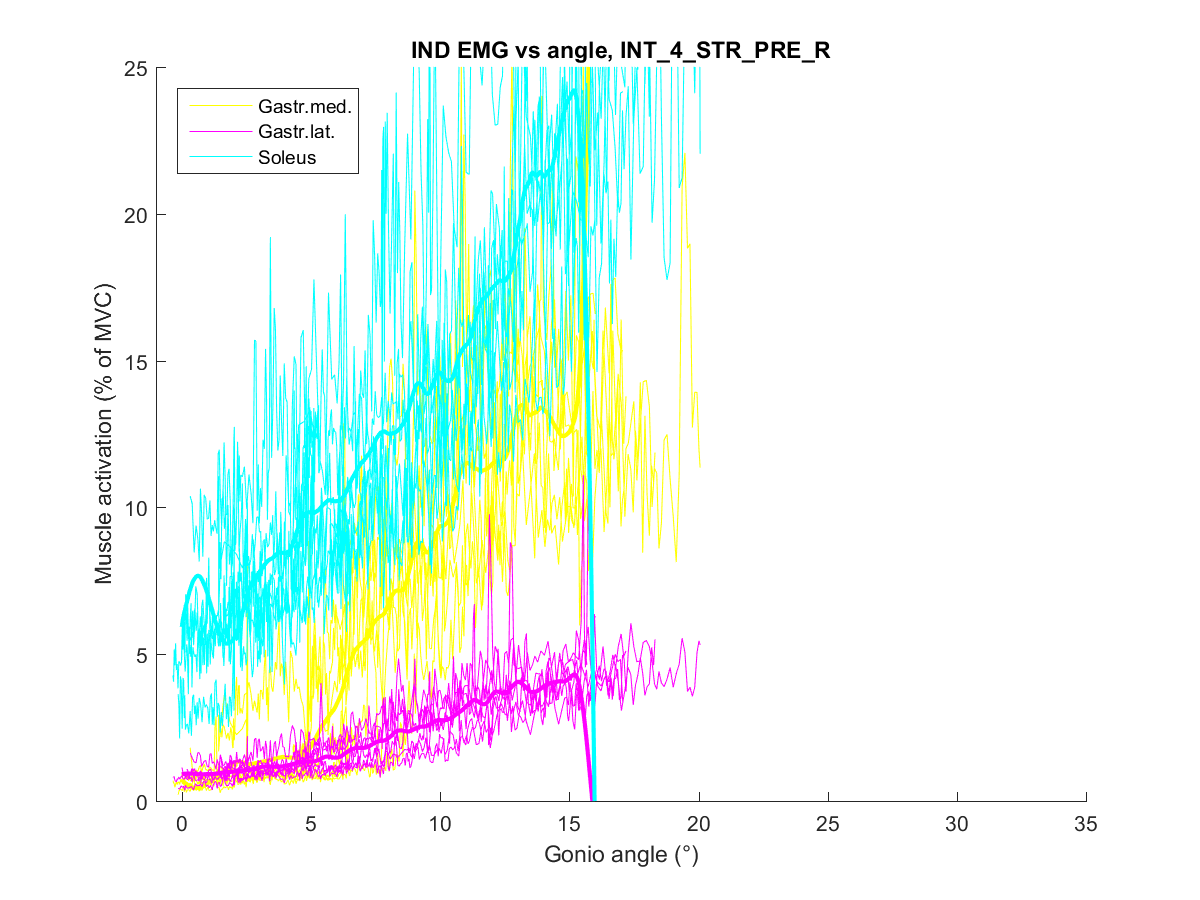 IND EMG vs angle, INT_4_STR_PRE_R
25
Gastr.med.
Gastr.lat.
Soleus
20
15
10
5
0
Muscle activation (% of MVC)
0 5 10 15 20 25 30 35
Gonio angle (°)